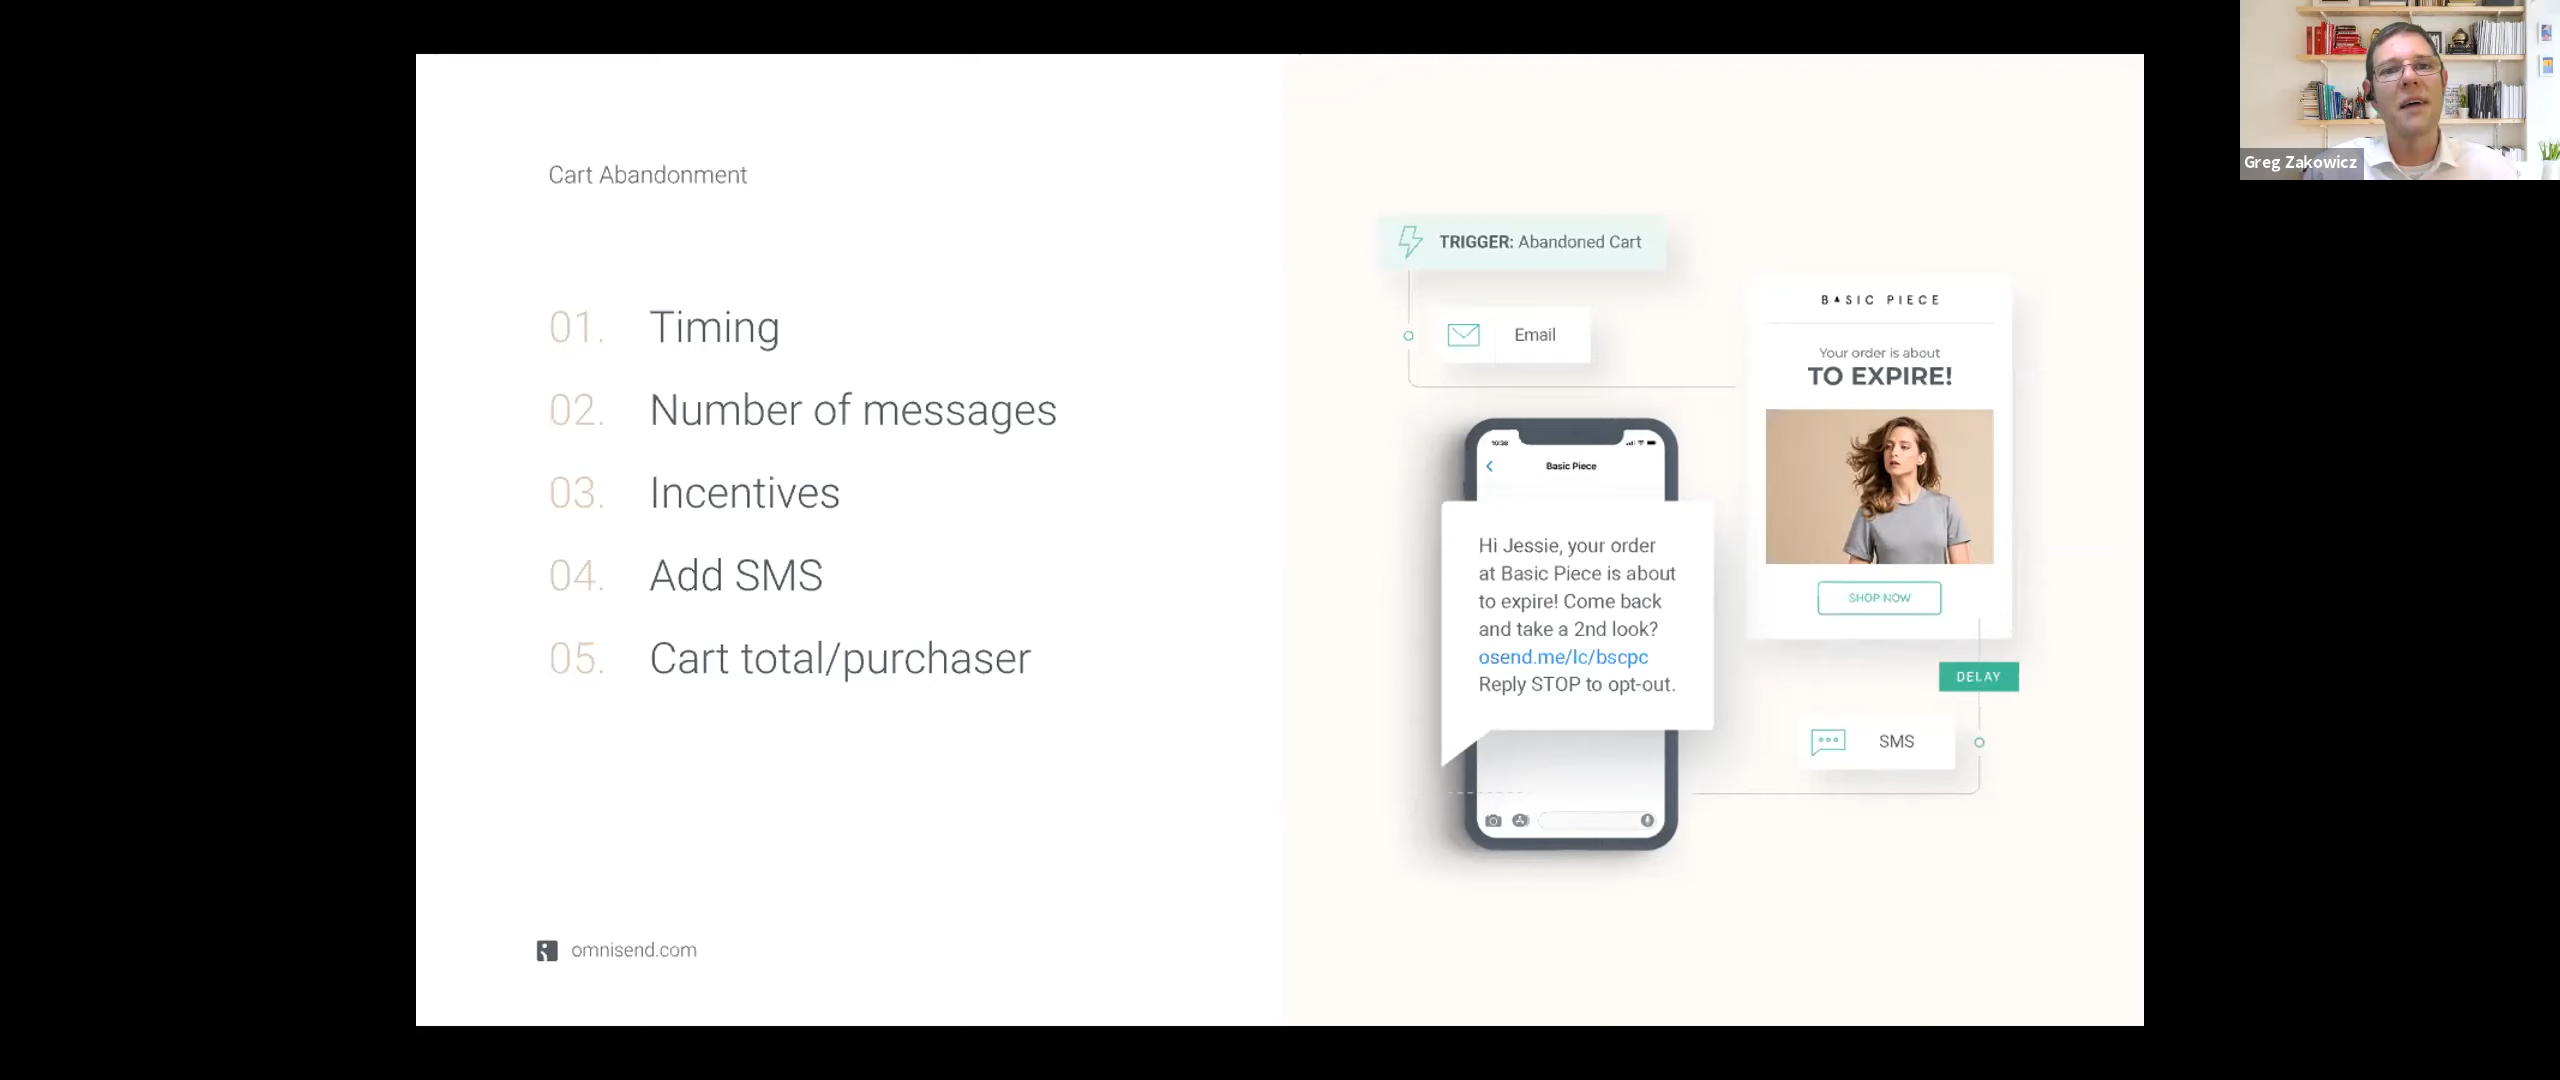 Cart Abandonment
01. Timing
02. Number of messages
03. Incentives
04. Add SMS
05. Cart total/purchaser
omnisend.com
TRIGGER: Abandoned Cart
Email
BASIC PIECE
Your order is about
TO EXPIRE!
SHOP NOW
DELAY
SMS
10:38
Basic Piece
Hi Jessie, your order
at Basic Piece is about
to expire! Come back
and take a 2nd look?
osend.me/lc/bscpc
Reply STOP to opt-out.
Greg Zakowicz